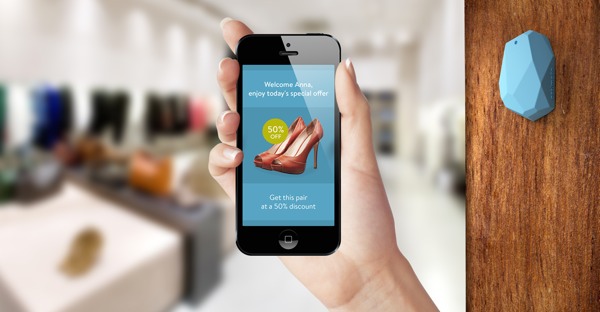 Welcome Anna,
enjoy today's special offer
50%
OFF
Get this pair
at a 50% discount